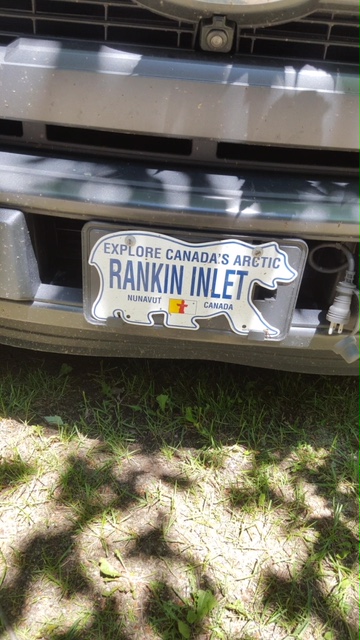 EXPLORE CANADA'S ARCTIC
RANKIN INLET
NUNAVUT CANADA